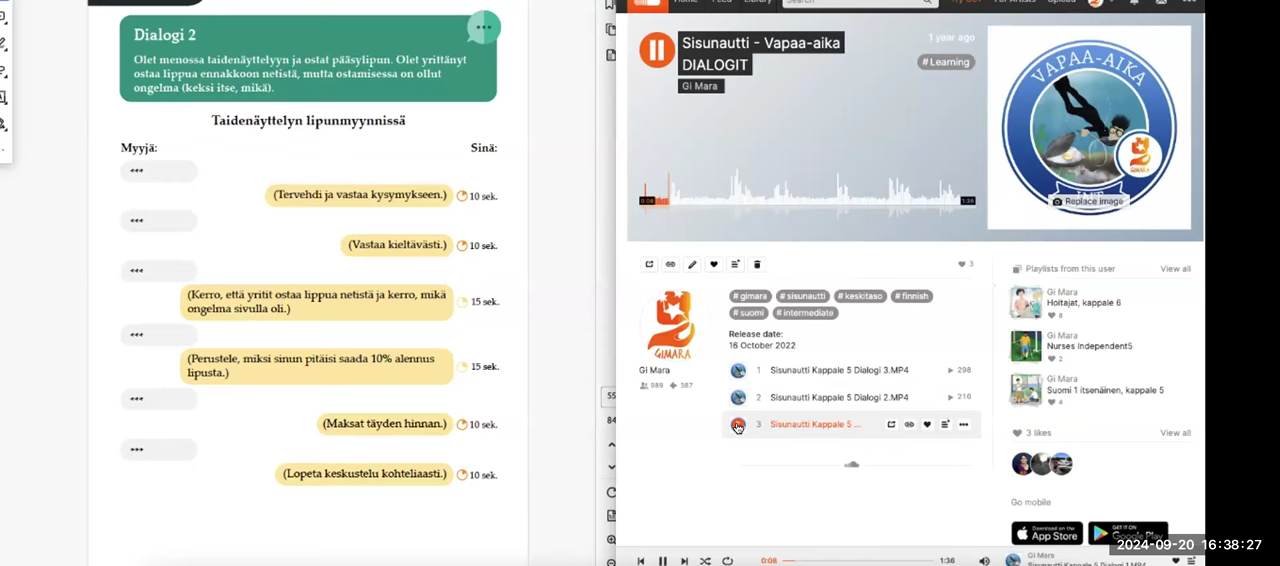 Dialogi 2
Olet menossa taidenäyttelyyn ja ostat pääsylipun. Olet yrittänyt
ostaa lippua ennakkoon netistä, mutta ostamisessa on ollut
ongelma (keksi itse, mikä).
Taidenäyttelyn lipunmyynnissä
Myyjä:
Sinä:
•••
(Tervehdi ja vastaa kysymykseen.)
10 sek.
•••
(Vastaa kieltävästi.)
10 sek.
•••
(Kerro, että yritit ostaa lippua netistä ja kerro, mikä
ongelma sivulla oli.)
15 sek.
•••
(Perustele, miksi sinun pitäisi saada 10% alennus
lipusta.)
15 sek.
•••
(Maksat täyden hinnan.)
10 sek.
•••
(Lopeta keskustelu kohteliaasti.)
10 sek.
Sisunautti - Vapaa-aika
DIALOGIT
Gi Mara
1 year ago
# Learning
VAPAA-AIKA
Replace image
0:08
1:36
3
# gimara
# sisunautti
# keskitaso
# finnish
# suomi
# intermediate
Release date:
16 October 2022
GIMARA
Gi Mara
989
387
1 Sisunautti Kappale 5 Dialogi 3.MP4 298
2 Sisunautti Kappale 5 Dialogi 2.MP4 216
3 Sisunautti Kappale 5 ...
Playlists from this user
View all
Gi Mara
Hoitajat, kappale 6
8
Gi Mara
Nurses Independent5
2
Gi Mara
Suomi 1 itsenäinen, kappale 5
4
3 likes
View all
Go mobile
Download on the
App Store
GET IT ON
Google Play
2024-09-20 16:38:27
0:08
1:36
Gi Mara
Sisunautti Kappale 5 Dialogi 1.MP4